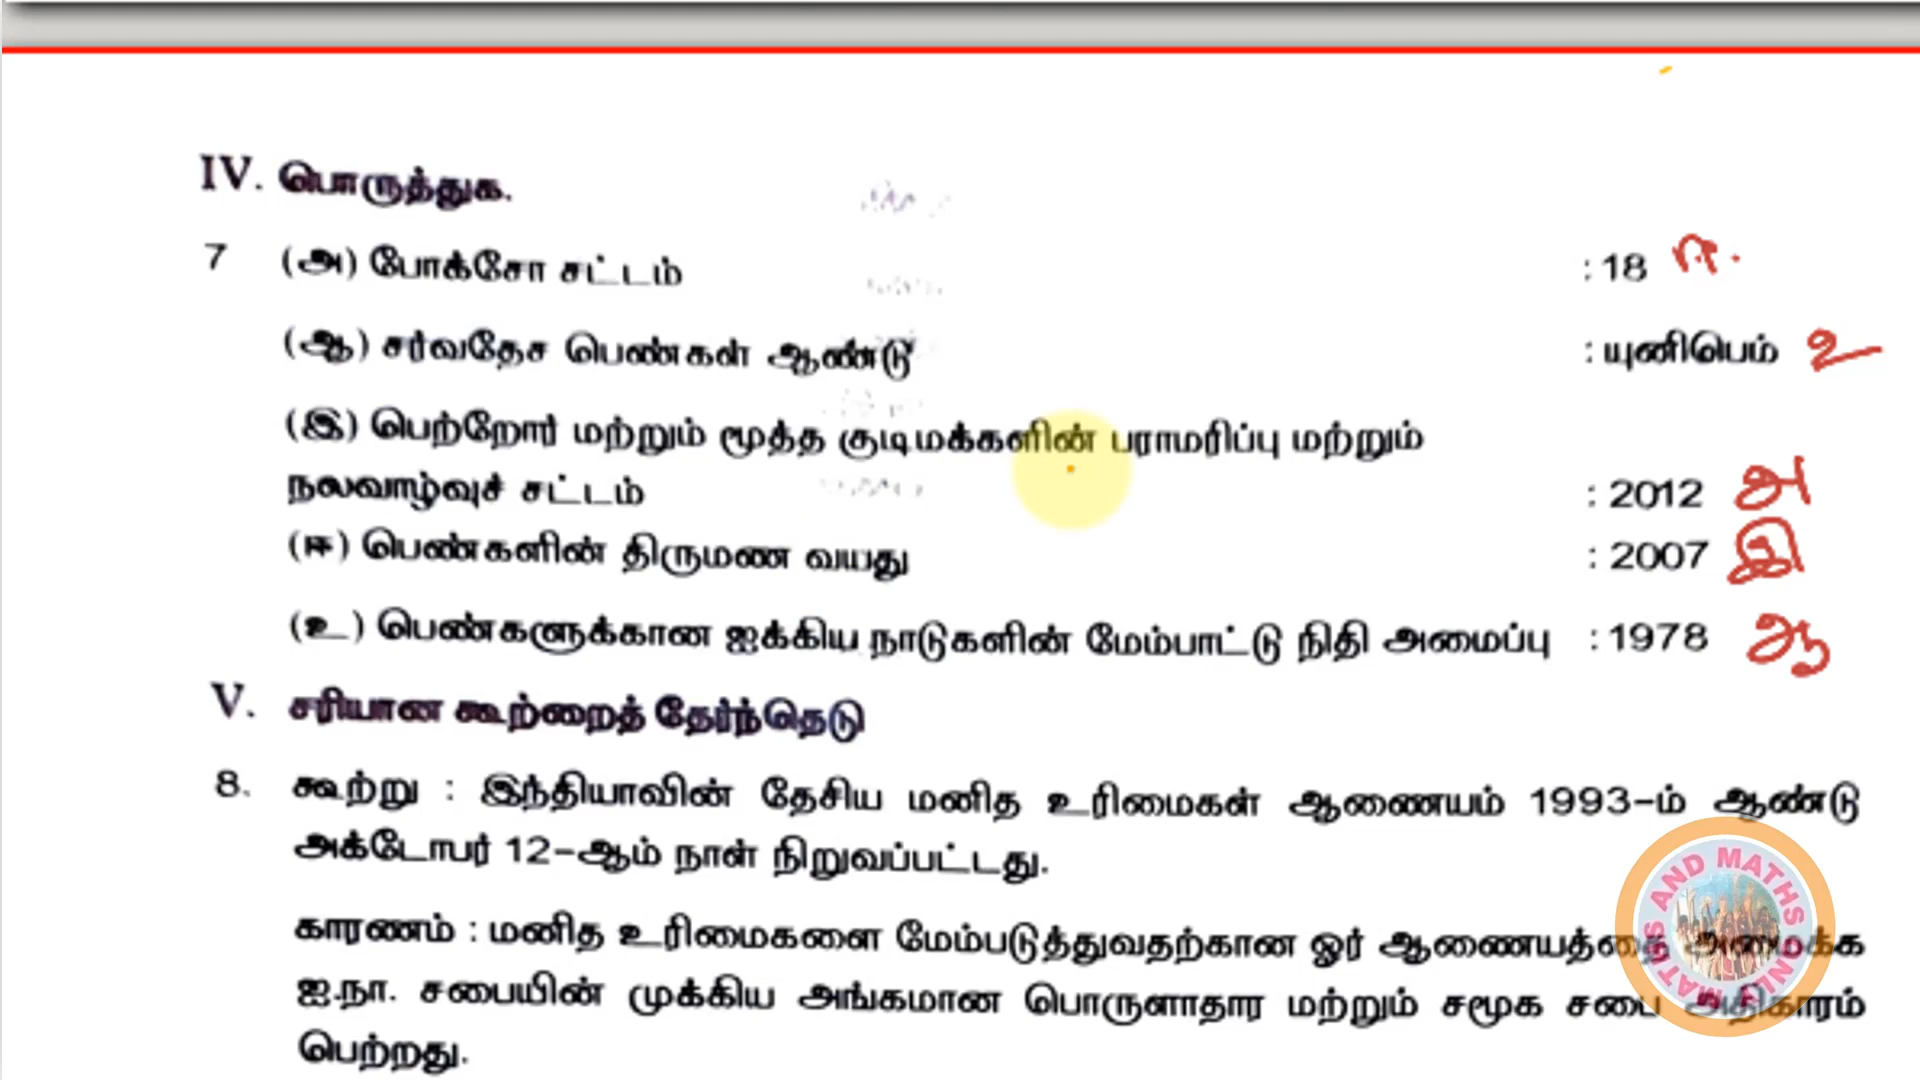 IV. பொருத்துக.
7 (அ) போக்சோ சட்டம் : 18 ஈ.
(ஆ) சர்வதேச பெண்கள் ஆண்டு : யுனிபெம் உ
(இ) பெற்றோர் மற்றும் மூத்த குடிமக்களின் பராமரிப்பு மற்றும்
நலவாழ்வுச் சட்டம் : 2012 அ
(ஈ) பெண்களின் திருமண வயது : 2007 இ
(உ) பெண்களுக்கான ஐக்கிய நாடுகளின் மேம்பாட்டு நிதி அமைப்பு : 1978 ஆ
V. சரியான கூற்றைத் தேர்ந்தெடு
8. கூற்று : இந்தியாவின் தேசிய மனித உரிமைகள் ஆணையம் 1993-ம் ஆண்டு
அக்டோபர் 12-ஆம் நாள் நிறுவப்பட்டது.
காரணம் : மனித உரிமைகளை மேம்படுத்துவதற்கான ஓர் ஆணையத்தை அமைக்க
ஐ.நா. சபையின் முக்கிய அங்கமான பொருளாதார மற்றும் சமூக சபை அதிகாரம்
பெற்றது.
MATHS AND MATHS ONLY